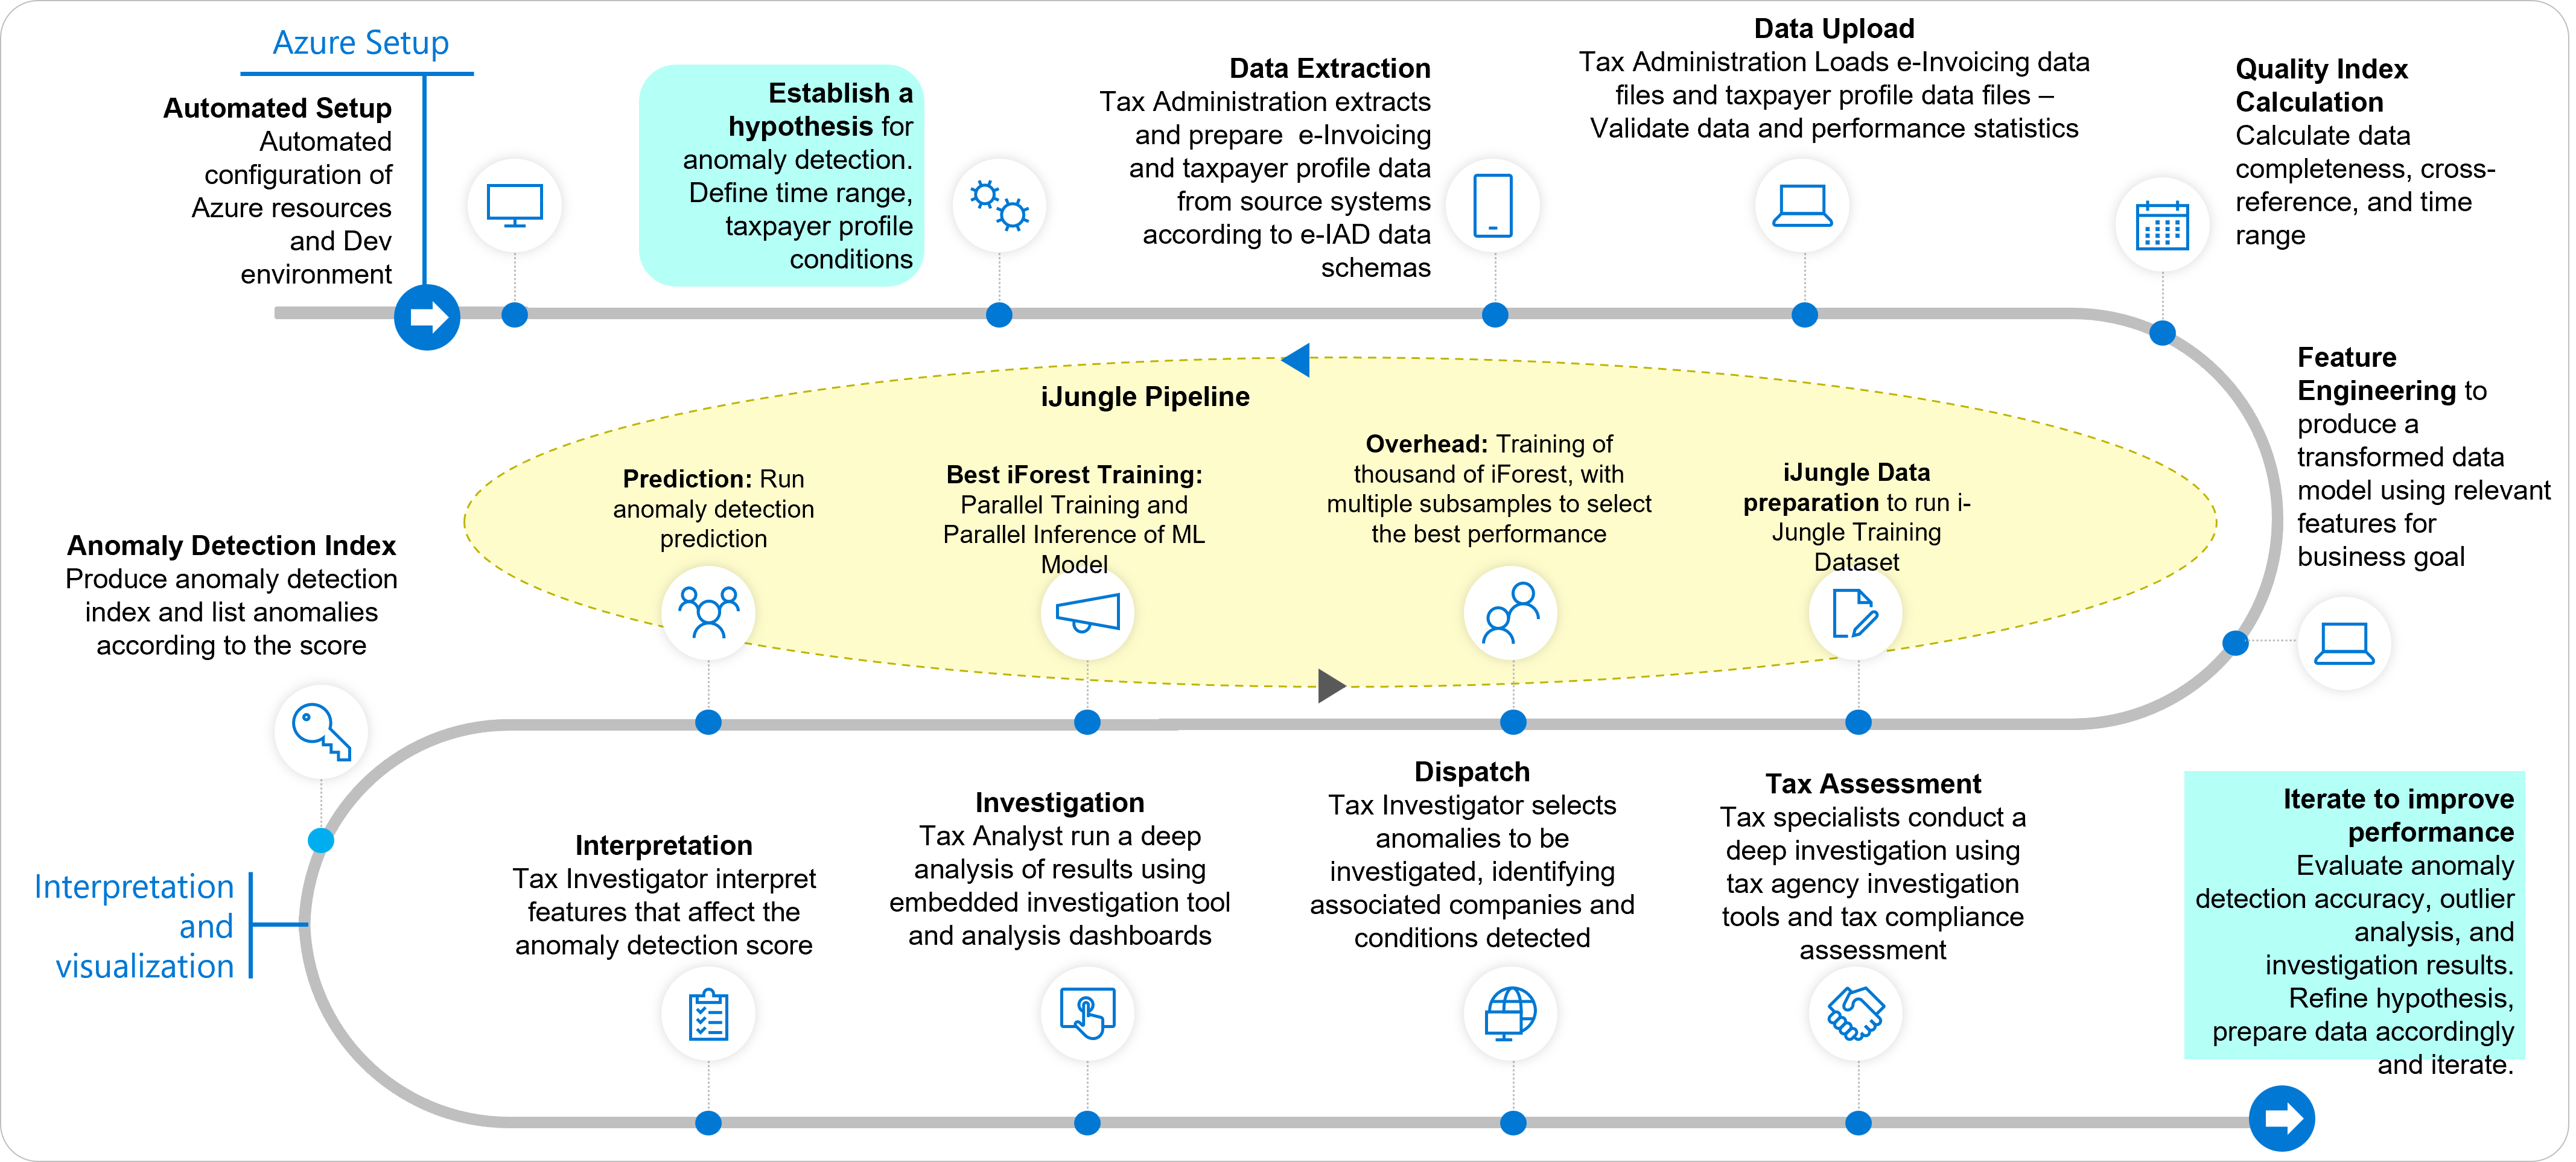 Azure Setup
Automated Setup
Automated
configuration of
Azure resources
and Dev
environment
Establish a
hypothesis for
anomaly detection.
Define time range,
taxpayer profile
conditions
Data Extraction
Tax Administration extracts
and prepare e-Invoicing
and taxpayer profile data
from source systems
according to e-IAD data
schemas
Data Upload
Tax Administration Loads e-Invoicing data
files and taxpayer profile data files –
Validate data and performance statistics
Quality Index
Calculation
Calculate data
completeness, cross-
reference, and time
range
Feature
Engineering to
produce a
transformed data
model using relevant
features for
business goal
iJungle Pipeline
iJungle Data
preparation to run i-
Jungle Training
Dataset
Overhead: Training of
thousand of iForest, with
multiple subsamples to select
the best performance
Best iForest Training:
Parallel Training and
Parallel Inference of ML
Model
Prediction: Run
anomaly detection
prediction
Anomaly Detection Index
Produce anomaly detection
index and list anomalies
according to the score
Interpretation
and
visualization
Interpretation
Tax Investigator interpret
features that affect the
anomaly detection score
Investigation
Tax Analyst run a deep
analysis of results using
embedded investigation tool
and analysis dashboards
Dispatch
Tax Investigator selects
anomalies to be
investigated, identifying
associated companies and
conditions detected
Tax Assessment
Tax specialists conduct a
deep investigation using
tax agency investigation
tools and tax compliance
assessment
Iterate to improve
performance
Evaluate anomaly
detection accuracy, outlier
analysis, and
investigation results.
Refine hypothesis,
prepare data accordingly
and iterate.